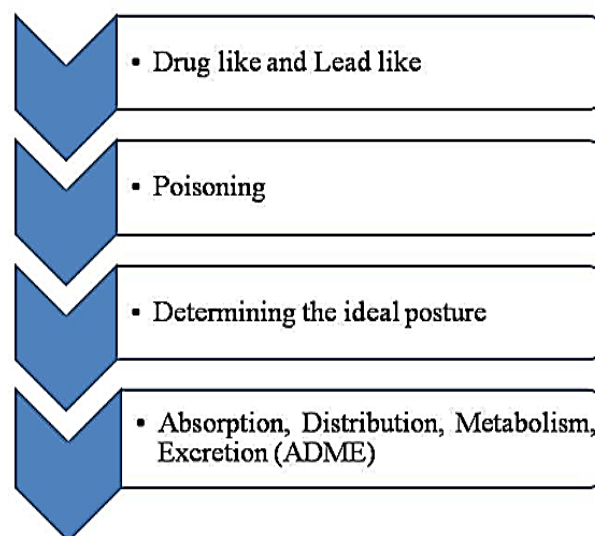 • Drug like and Lead like
• Poisoning
• Determining the ideal posture
• Absorption, Distribution, Metabolism,
Excretion (ADME)